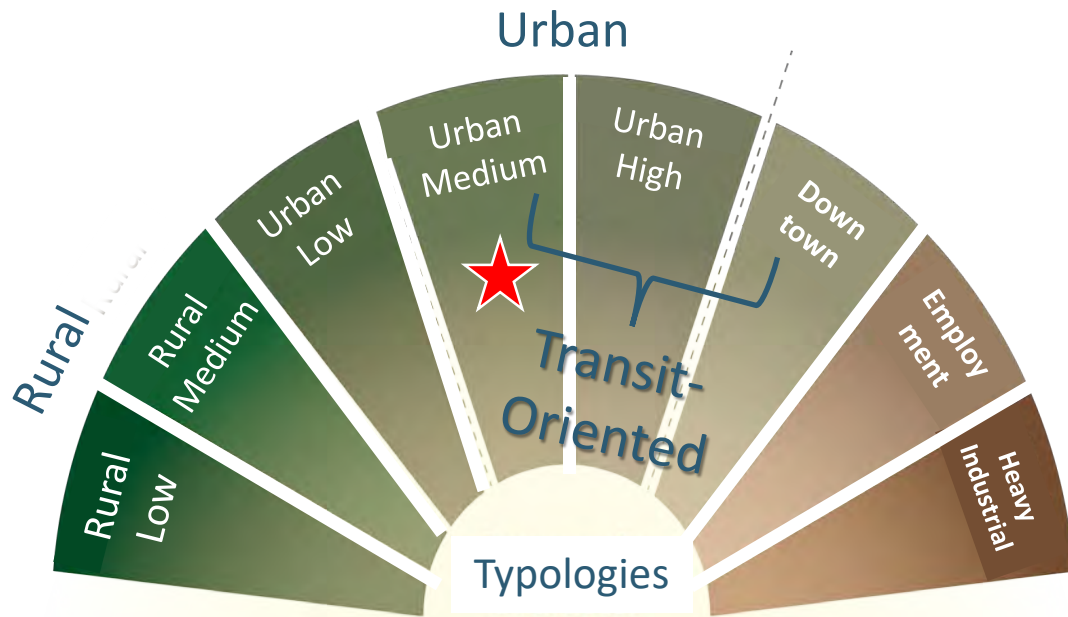 Urban
Rural
Rural
Rural
Low
Rural
Medium
Urban
Low
Urban
Medium
Urban
High
Down
town
Employ
ment
Heavy
Industrial
Transit-
Oriented
Typologies